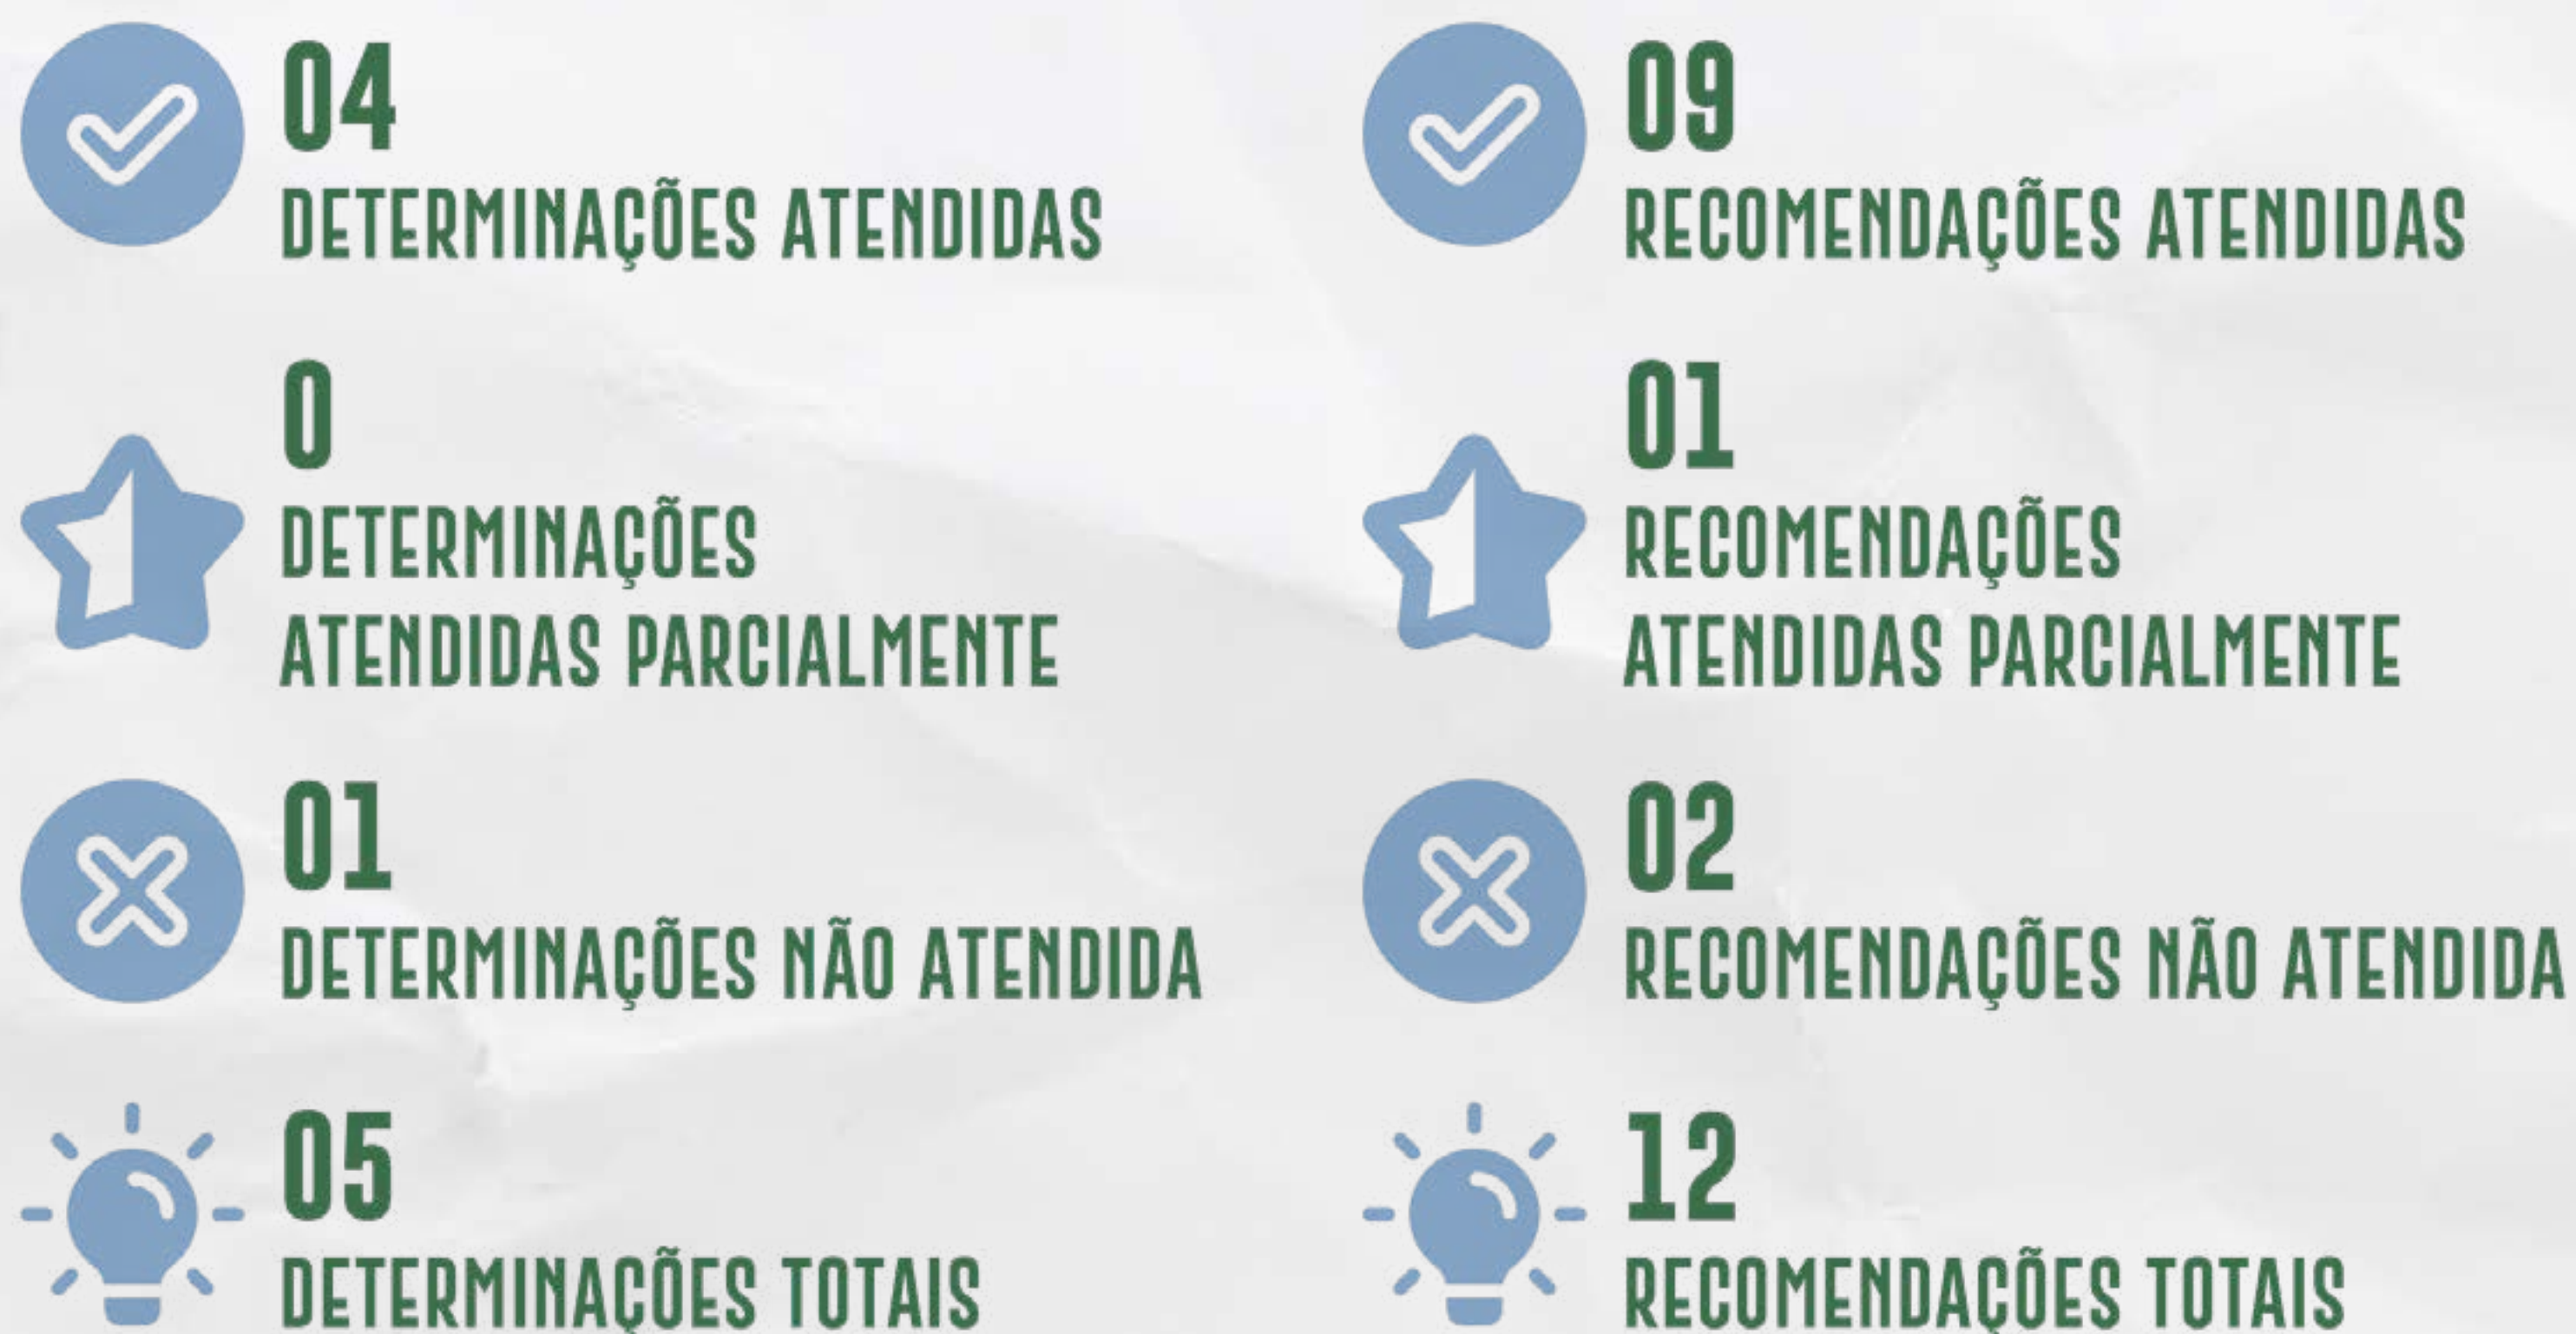 04
DETERMINAÇÕES ATENDIDAS
0
DETERMINAÇÕES
ATENDIDAS PARCIALMENTE
01
DETERMINAÇÕES NÃO ATENDIDA
05
DETERMINAÇÕES TOTAIS
09
RECOMENDAÇÕES ATENDIDAS
01
RECOMENDAÇÕES
ATENDIDAS PARCIALMENTE
02
RECOMENDAÇÕES NÃO ATENDIDA
12
RECOMENDAÇÕES TOTAIS